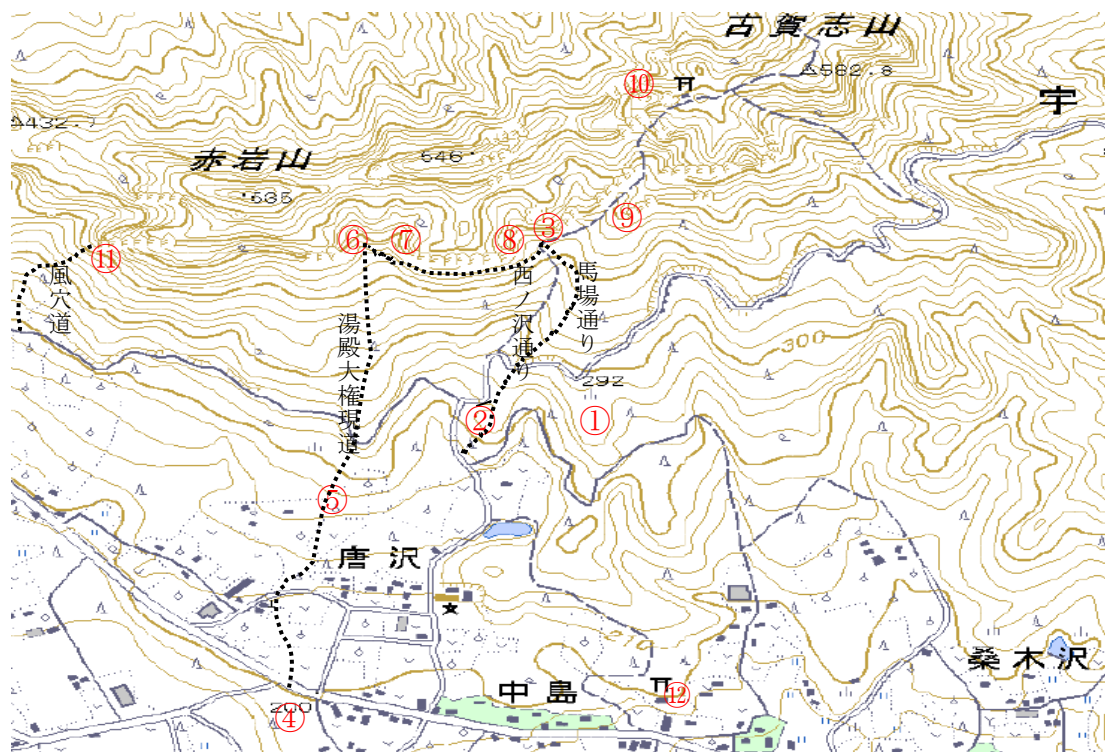 古賀志山
582.8
⑩
宇
432.7
赤岩山
546
535
⑨
③
⑥
⑦
⑧
⑪
風穴道
湯殿大権現道
西ノ沢通り
馬場通り
300
292
②
①
⑤
唐沢
桑木沢
中島
⑫
200
④